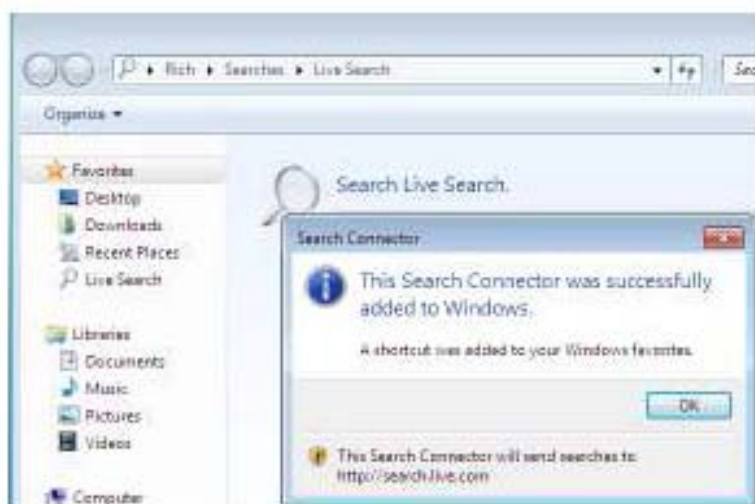 Rich Searches Live Search
Organize
Favorites
Desktop
Downloads
Recent Places
Live Search
Libraries
Documents
Music
Pictures
Videos
Computer
Search Live Search.
Search Connector
This Search Connector was successfully
added to Windows.
A shortcut was added to your Windows favorites.
OK
This Search Connector will send searches to:
http://search.live.com